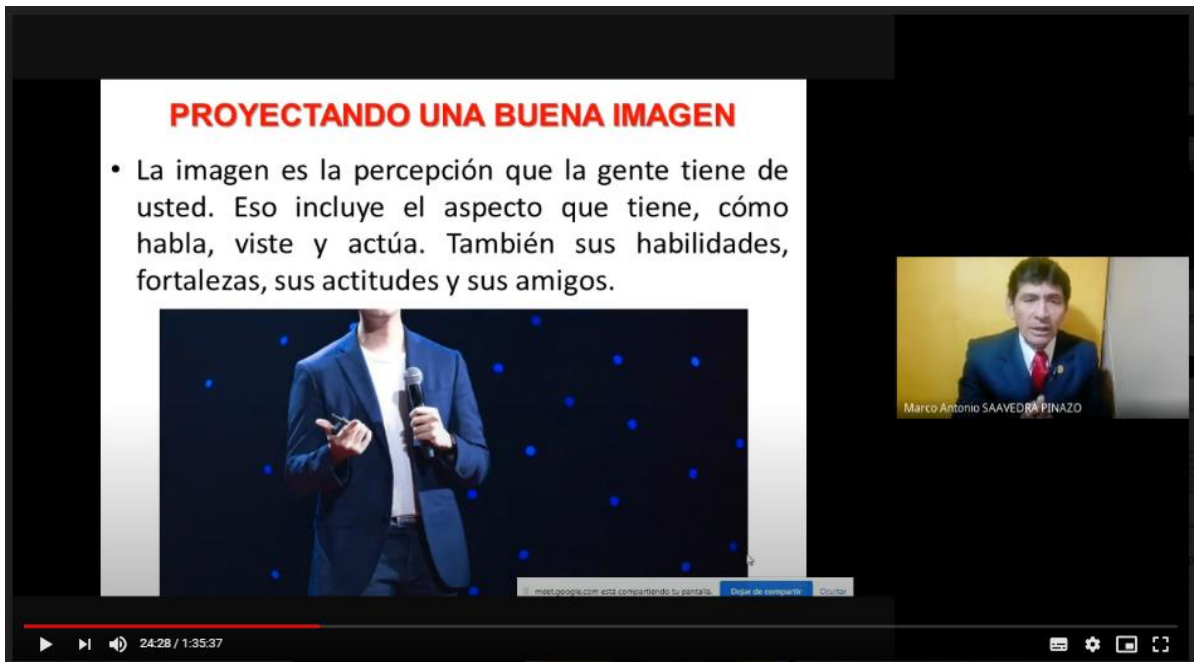 PROYECTANDO UNA BUENA IMAGEN
• La imagen es la percepción que la gente tiene de
usted. Eso incluye el aspecto que tiene, cómo
habla, viste y actúa. También sus habilidades,
fortalezas, sus actitudes y sus amigos.
Marco Antonio SAAVEDRA PINAZO
meet.google.com está compartiendo tu pantalla. Dejar de compartir Ocultar
24:28 / 1:35:37